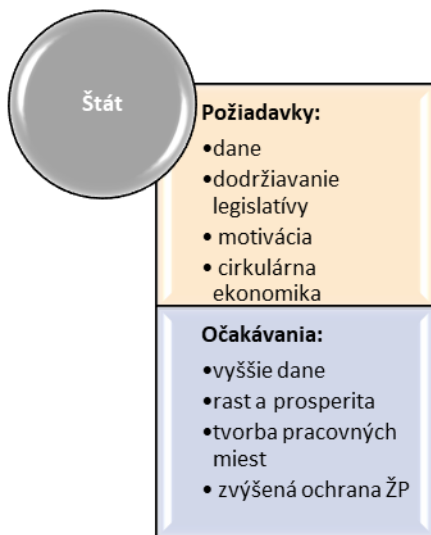 Štát
Požiadavky:
•dane
•dodržiavanie
legislatívy
• motivácia
• cirkulárna
ekonomika
Očakávania:
•vyššie dane
•rast a prosperita
•tvorba pracovných
miest
• zvýšená ochrana ŽP